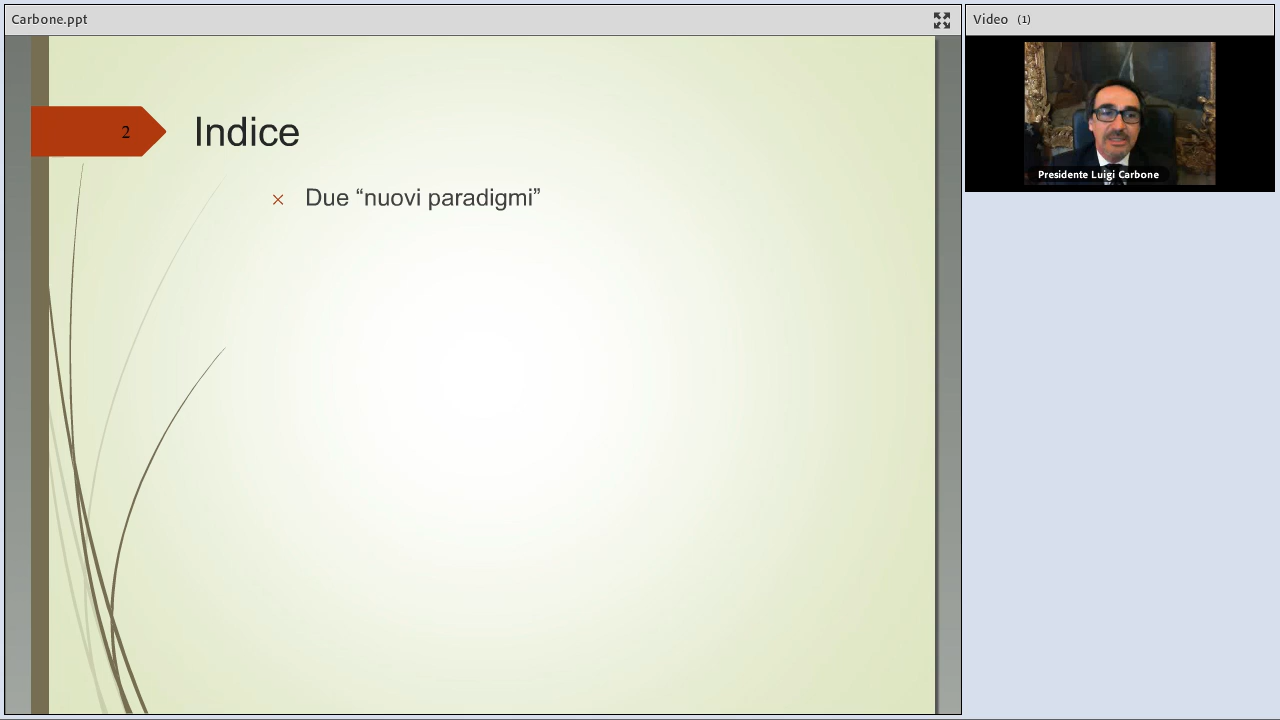 Carbone.ppt
Video (1)
2
Indice
Due “nuovi paradigmi”
Presidente Luigi Carbone